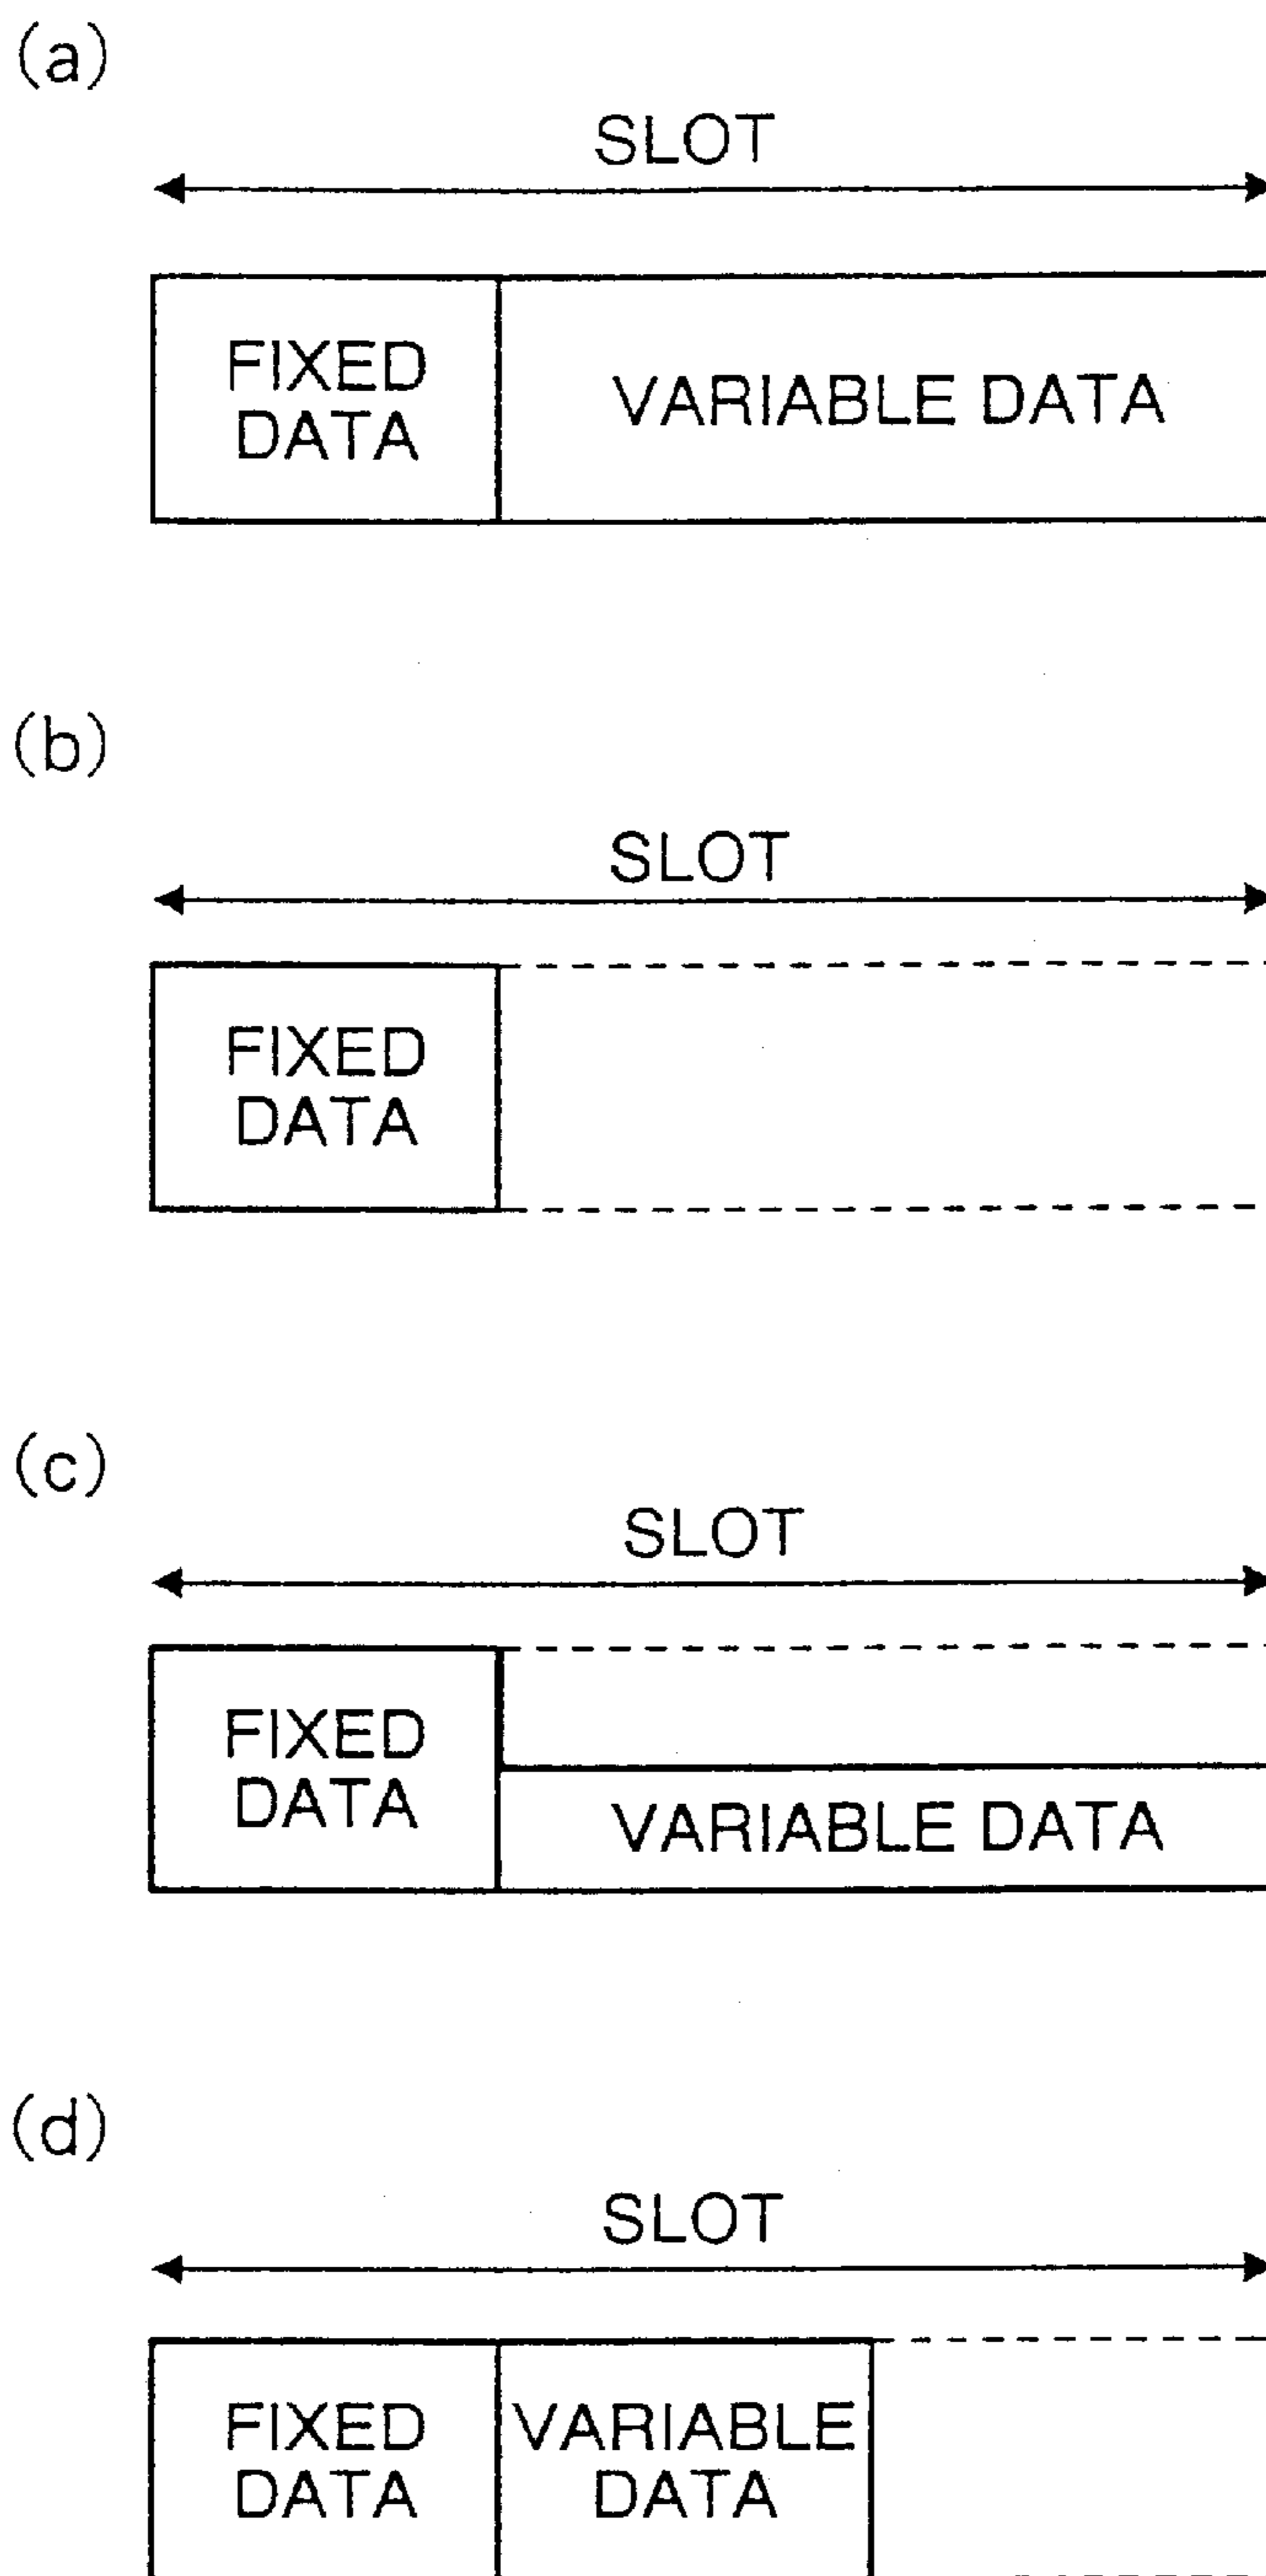 (a)
SLOT
FIXED
DATA
VARIABLE DATA
(b)
SLOT
FIXED
DATA
(c)
SLOT
FIXED
DATA
VARIABLE DATA
(d)
SLOT
FIXED
DATA
VARIABLE
DATA